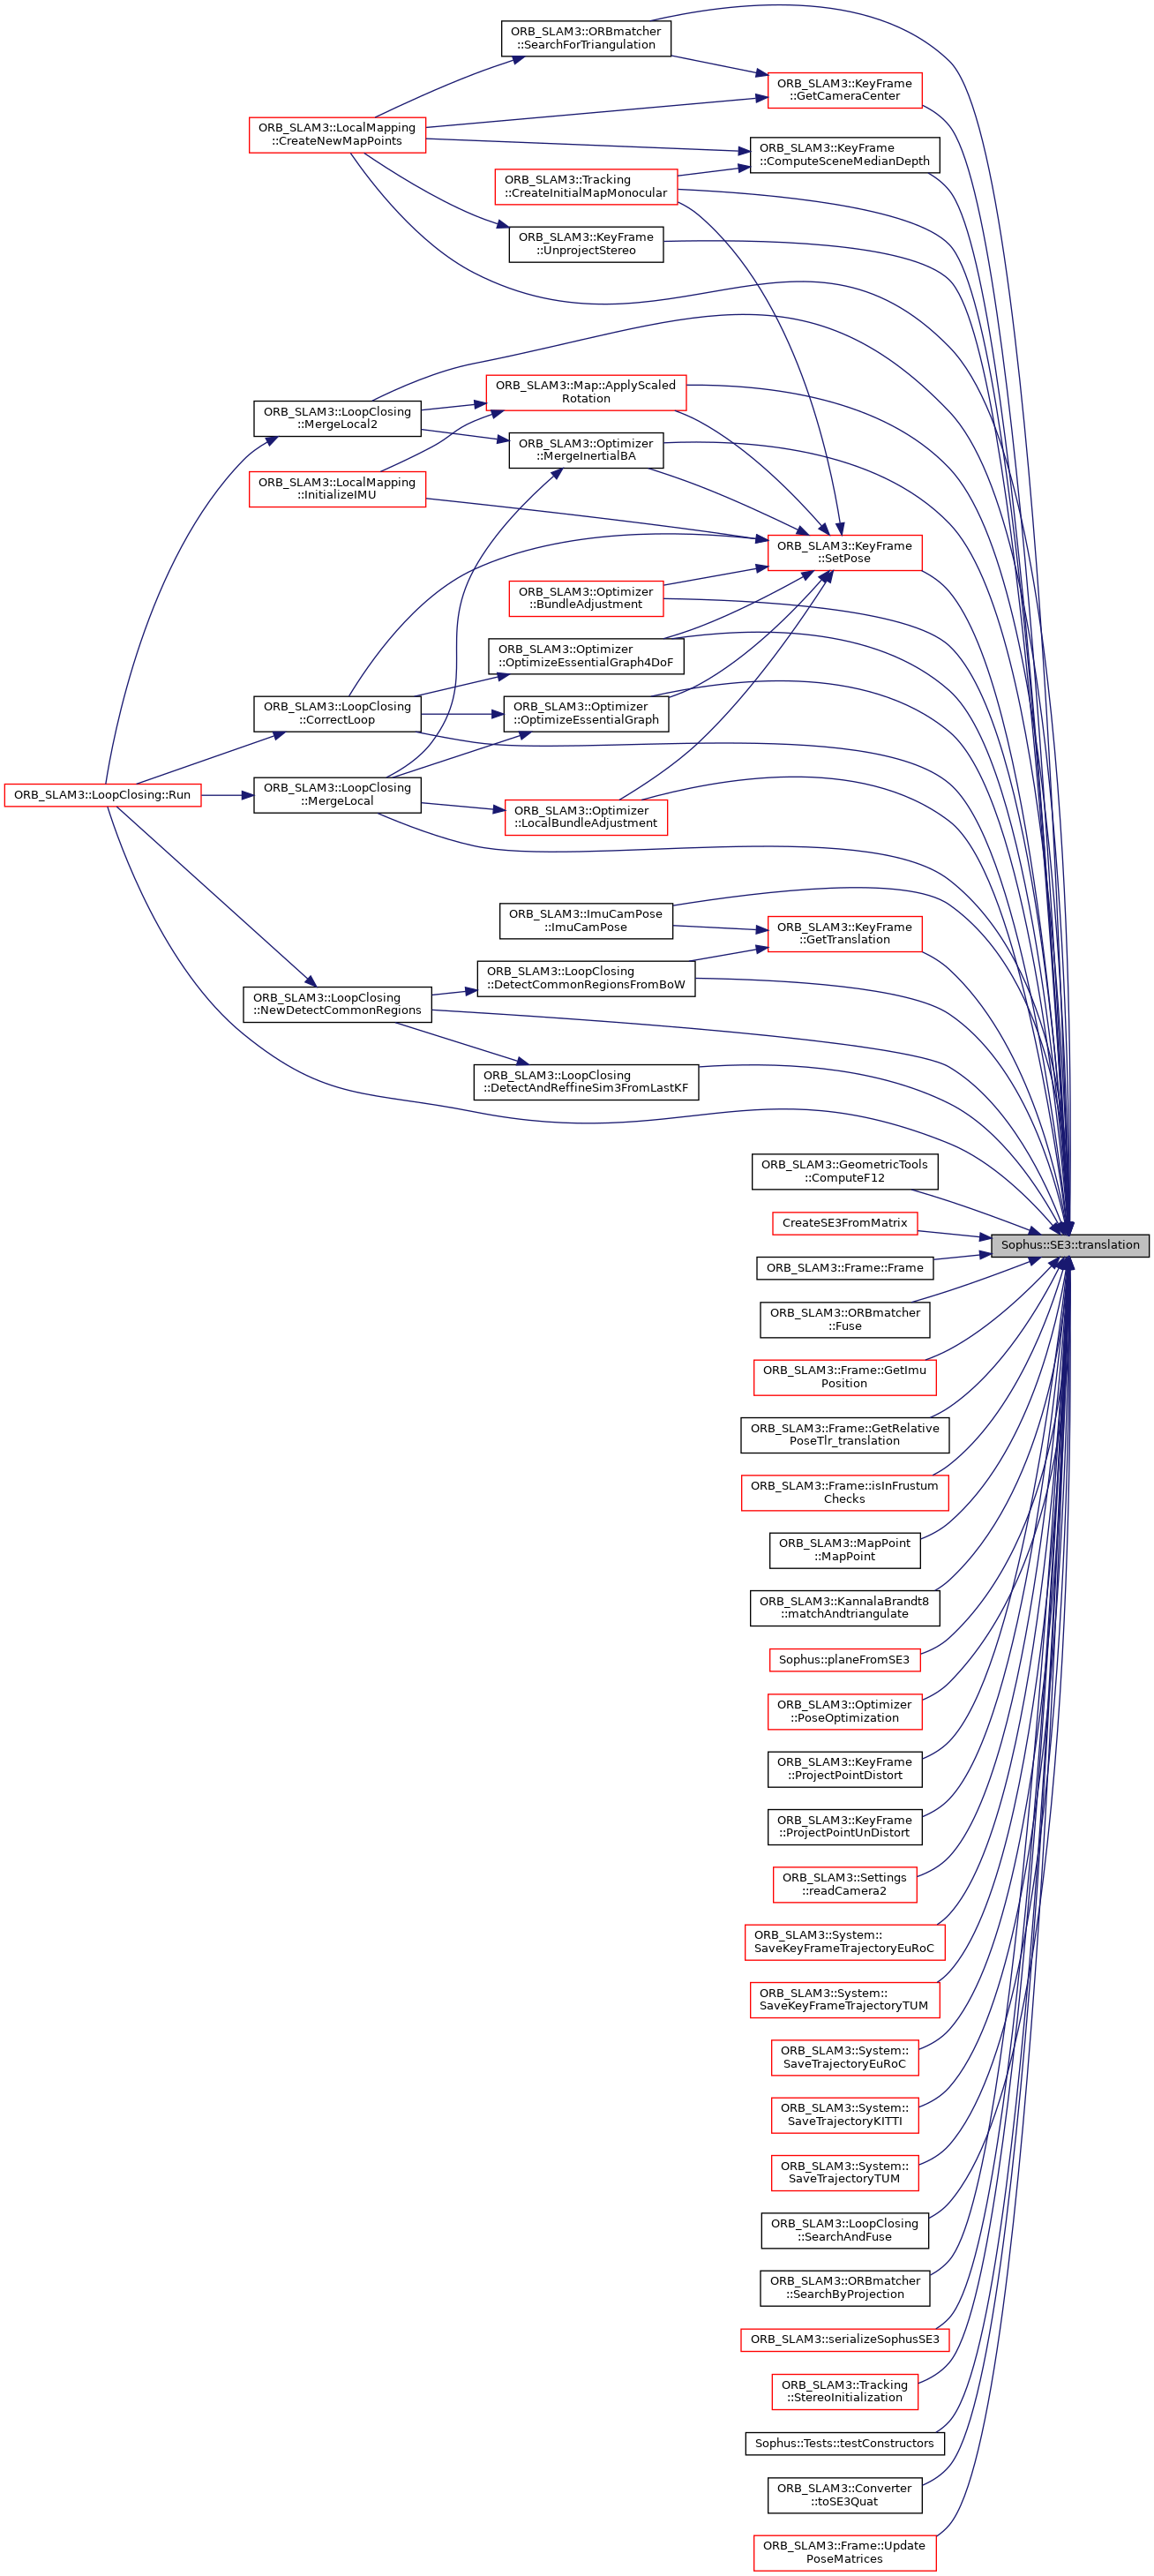 ORB_SLAM3::ORBmatcher
::SearchForTriangulation
ORB_SLAM3::KeyFrame
::GetCameraCenter
ORB_SLAM3::LocalMapping
::CreateNewMapPoints
ORB_SLAM3::KeyFrame
::ComputeSceneMedianDepth
ORB_SLAM3::Tracking
::CreateInitialMapMonocular
ORB_SLAM3::KeyFrame
::UnprojectStereo
ORB_SLAM3::Map::ApplyScaled
Rotation
ORB_SLAM3::LoopClosing
::MergeLocal2
ORB_SLAM3::Optimizer
::MergeInertialBA
ORB_SLAM3::LocalMapping
::InitializeIMU
ORB_SLAM3::KeyFrame
::SetPose
ORB_SLAM3::Optimizer
::BundleAdjustment
ORB_SLAM3::Optimizer
::OptimizeEssentialGraph4DoF
ORB_SLAM3::LoopClosing
::CorrectLoop
ORB_SLAM3::Optimizer
::OptimizeEssentialGraph
ORB_SLAM3::LoopClosing::Run
ORB_SLAM3::LoopClosing
::MergeLocal
ORB_SLAM3::Optimizer
::LocalBundleAdjustment
ORB_SLAM3::ImuCamPose
::ImuCamPose
ORB_SLAM3::KeyFrame
::GetTranslation
ORB_SLAM3::LoopClosing
::DetectCommonRegionsFromBoW
ORB_SLAM3::LoopClosing
::NewDetectCommonRegions
ORB_SLAM3::LoopClosing
::DetectAndReffineSim3FromLastKF
ORB_SLAM3::GeometricTools
::ComputeF12
CreateSE3FromMatrix
Sophus::SE3::translation
ORB_SLAM3::Frame::Frame
ORB_SLAM3::ORBmatcher
::Fuse
ORB_SLAM3::Frame::GetImu
Position
ORB_SLAM3::Frame::GetRelative
PoseTlr_translation
ORB_SLAM3::Frame::isInFrustum
Checks
ORB_SLAM3::MapPoint
::MapPoint
ORB_SLAM3::KannalaBrandt8
::matchAndtriangulate
Sophus::planeFromSE3
ORB_SLAM3::Optimizer
::PoseOptimization
ORB_SLAM3::KeyFrame
::ProjectPointDistort
ORB_SLAM3::KeyFrame
::ProjectPointUnDistort
ORB_SLAM3::Settings
::readCamera2
ORB_SLAM3::System::
SaveKeyFrameTrajectoryEuRoC
ORB_SLAM3::System::
SaveKeyFrameTrajectoryTUM
ORB_SLAM3::System::
SaveTrajectoryEuRoC
ORB_SLAM3::System::
SaveTrajectoryKITTI
ORB_SLAM3::System::
SaveTrajectoryTUM
ORB_SLAM3::LoopClosing
::SearchAndFuse
ORB_SLAM3::ORBmatcher
::SearchByProjection
ORB_SLAM3::serializeSophusSE3
ORB_SLAM3::Tracking
::StereoInitialization
Sophus::Tests::testConstructors
ORB_SLAM3::Converter
::toSE3Quat
ORB_SLAM3::Frame::Update
PoseMatrices